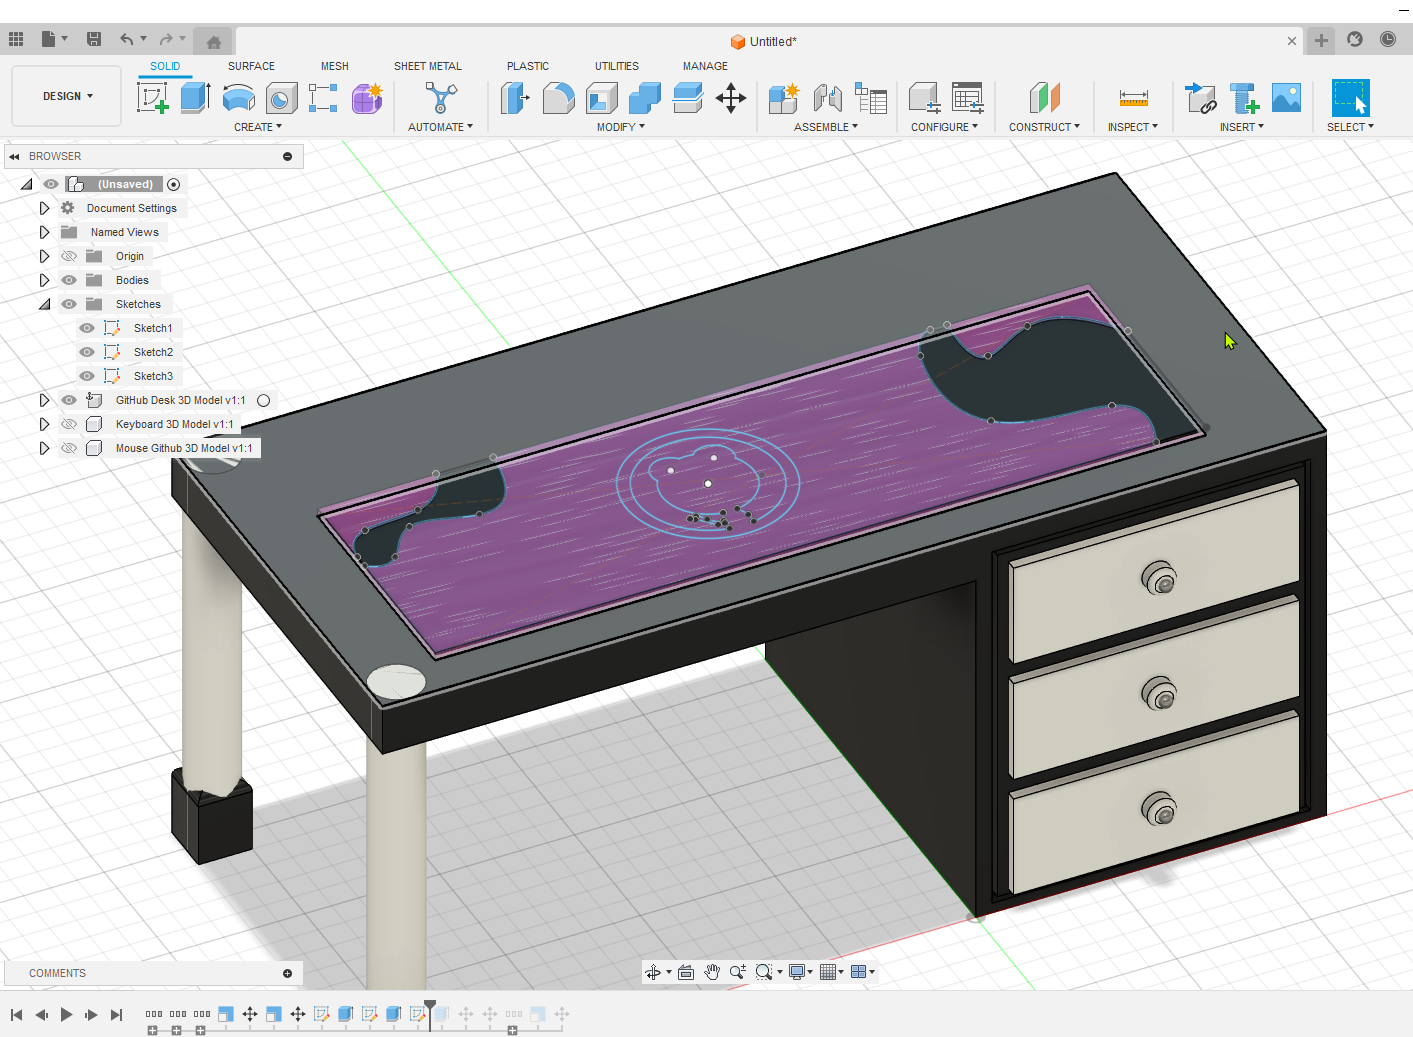 Untitled*
SOLID SURFACE MESH SHEET METAL PLASTIC UTILITIES MANAGE
DESIGN
CREATE AUTOMATE MODIFY ASSEMBLE CONFIGURE CONSTRUCT INSPECT INSERT SELECT
BROWSER
(Unsaved)
Document Settings
Named Views
Origin
Bodies
Sketches
Sketch1
Sketch2
Sketch3
GitHub Desk 3D Model v1:1
Keyboard 3D Model v1:1
Mouse Github 3D Model v1:1
COMMENTS